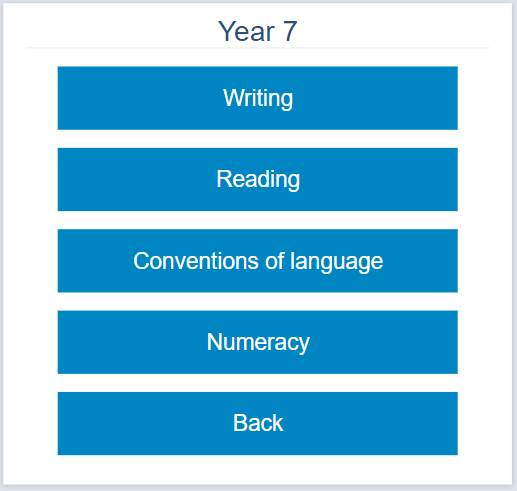 Year 7
Writing
Reading
Conventions of language
Numeracy
Back